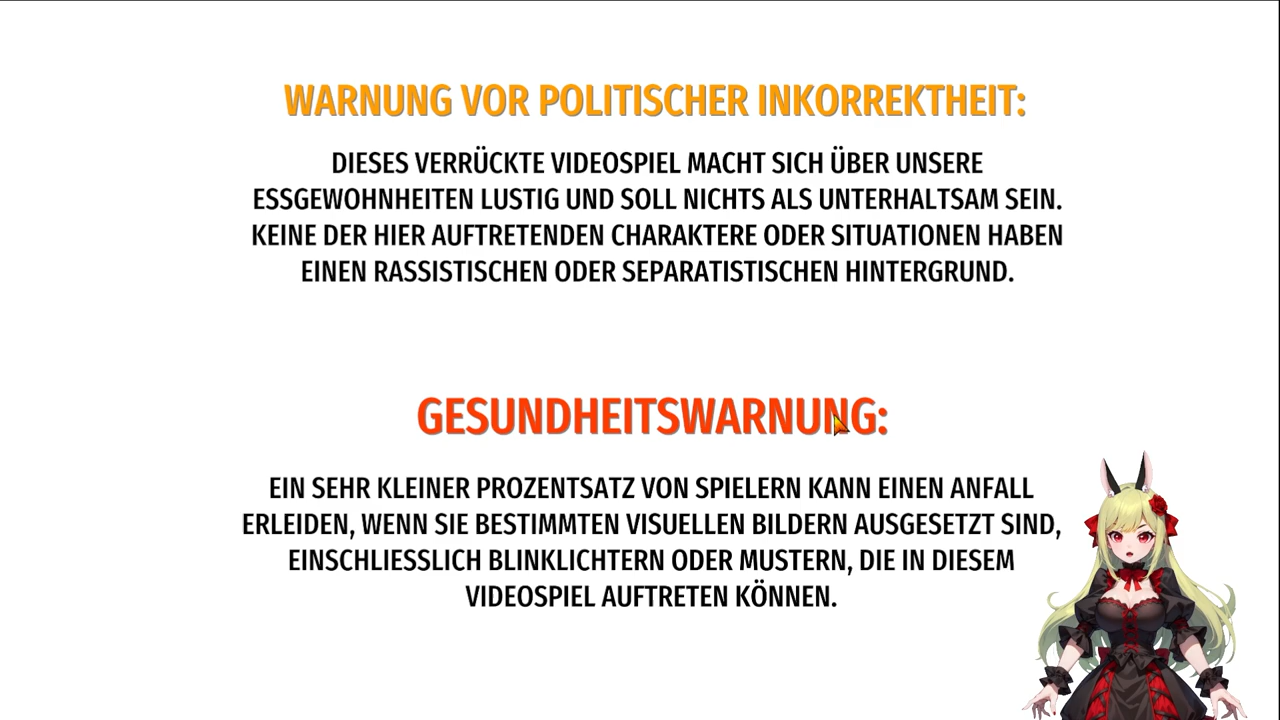 WARNUNG VOR POLITISCHER INKORREKTHEIT:
DIESES VERRÜCKTE VIDEOSPIEL MACHT SICH ÜBER UNSERE
ESSGEWOHNHEITEN LUSTIG UND SOLL NICHTS ALS UNTERHALTSAM SEIN.
KEINE DER HIER AUFTRETENDEN CHARAKTERE ODER SITUATIONEN HABEN
EINEN RASSISTISCHEN ODER SEPARATISTISCHEN HINTERGRUND.
GESUNDHEITSWARNUNG:
EIN SEHR KLEINER PROZENTSATZ VON SPIELERN KANN EINEN ANFALL
ERLEIDEN, WENN SIE BESTIMMTEN VISUELLEN BILDERN AUSGESETZT SIND,
EINSCHLIESSLICH BLINKLICHTERN ODER MUSTERN, DIE IN DIESEM
VIDEOSPIEL AUFTRETEN KÖNNEN.